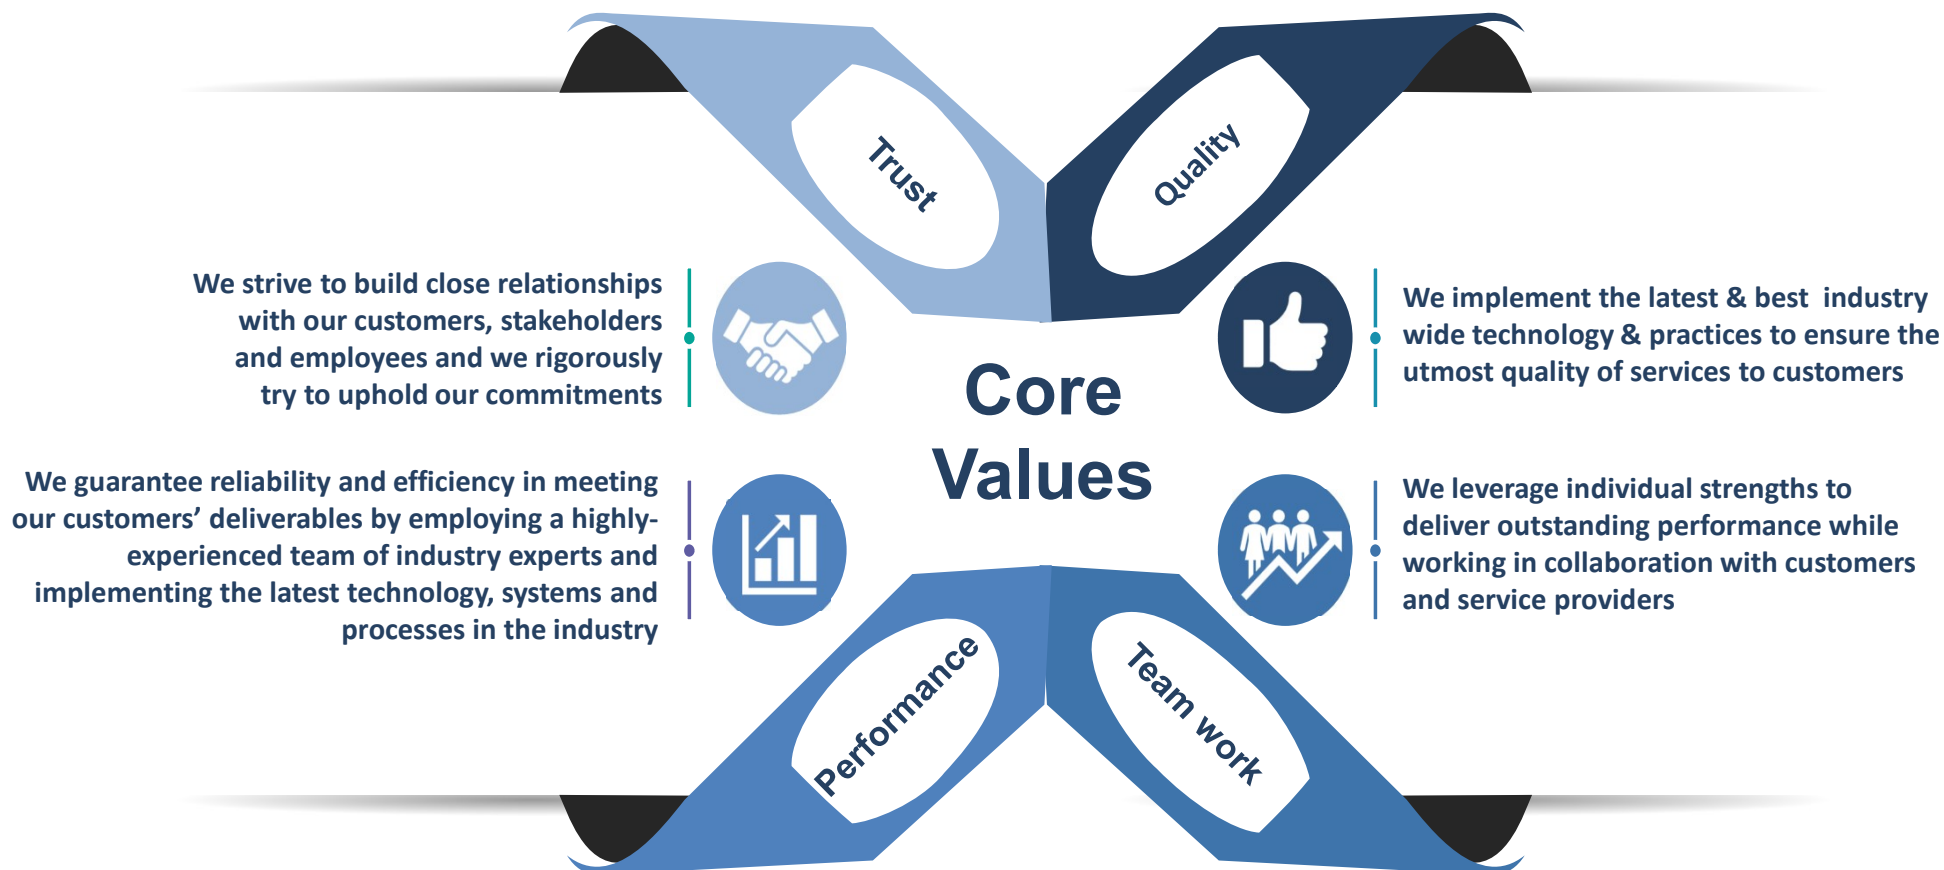 Trust
Quality
We strive to build close relationships
with our customers, stakeholders
and employees and we rigorously
try to uphold our commitments
We implement the latest & best  industry
wide technology & practices to ensure the
utmost quality of services to customers
Core
Values
We guarantee reliability and efficiency in meeting
our customers’ deliverables by employing a highly-
experienced team of industry experts and
implementing the latest technology, systems and
processes in the industry
We leverage individual strengths to
deliver outstanding performance while
working in collaboration with customers
and service providers
Performance
Team work